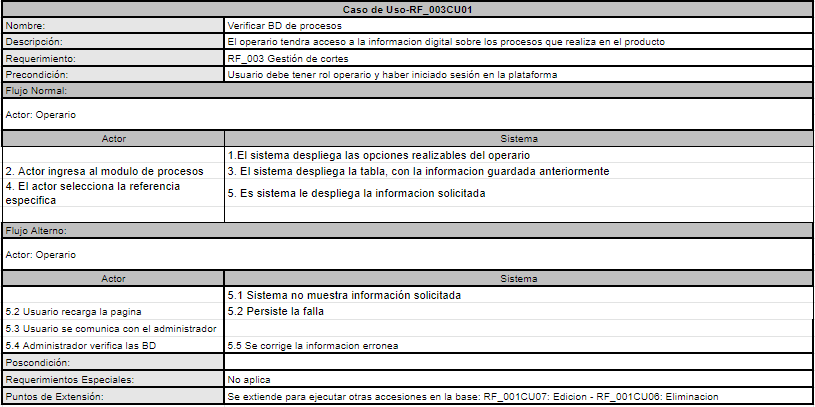 Caso de Uso-RF_003CU01
Nombre: Verificar BD de procesos
Descripción: El operario tendra acceso a la informacion digital sobre los procesos que realiza en el producto
Requerimiento: RF_003 Gestión de cortes
Precondición: Usuario debe tener rol operario y haber iniciado sesión en la plataforma
Flujo Normal:
Actor: Operario
Actor Sistema
1.El sistema despliega las opciones realizables del operario
2. Actor ingresa al modulo de procesos 3. El sistema despliega la tabla, con la informacion guardada anteriormente
4. El actor selecciona la referencia
especifica
5. Es sistema le despliega la informacion solicitada
Flujo Alterno:
Actor: Operario
Actor Sistema
5.1 Sistema no muestra información solicitada
5.2 Usuario recarga la pagina 5.2 Persiste la falla
5.3 Usuario se comunica con el administrador
5.4 Administrador verifica las BD 5.5 Se corrige la informacion erronea
Poscondición:
Requerimientos Especiales: No aplica
Puntos de Extensión: Se extiende para ejecutar otras accesiones en la base: RF_001CU07: Edicion - RF_001CU06: Eliminacion